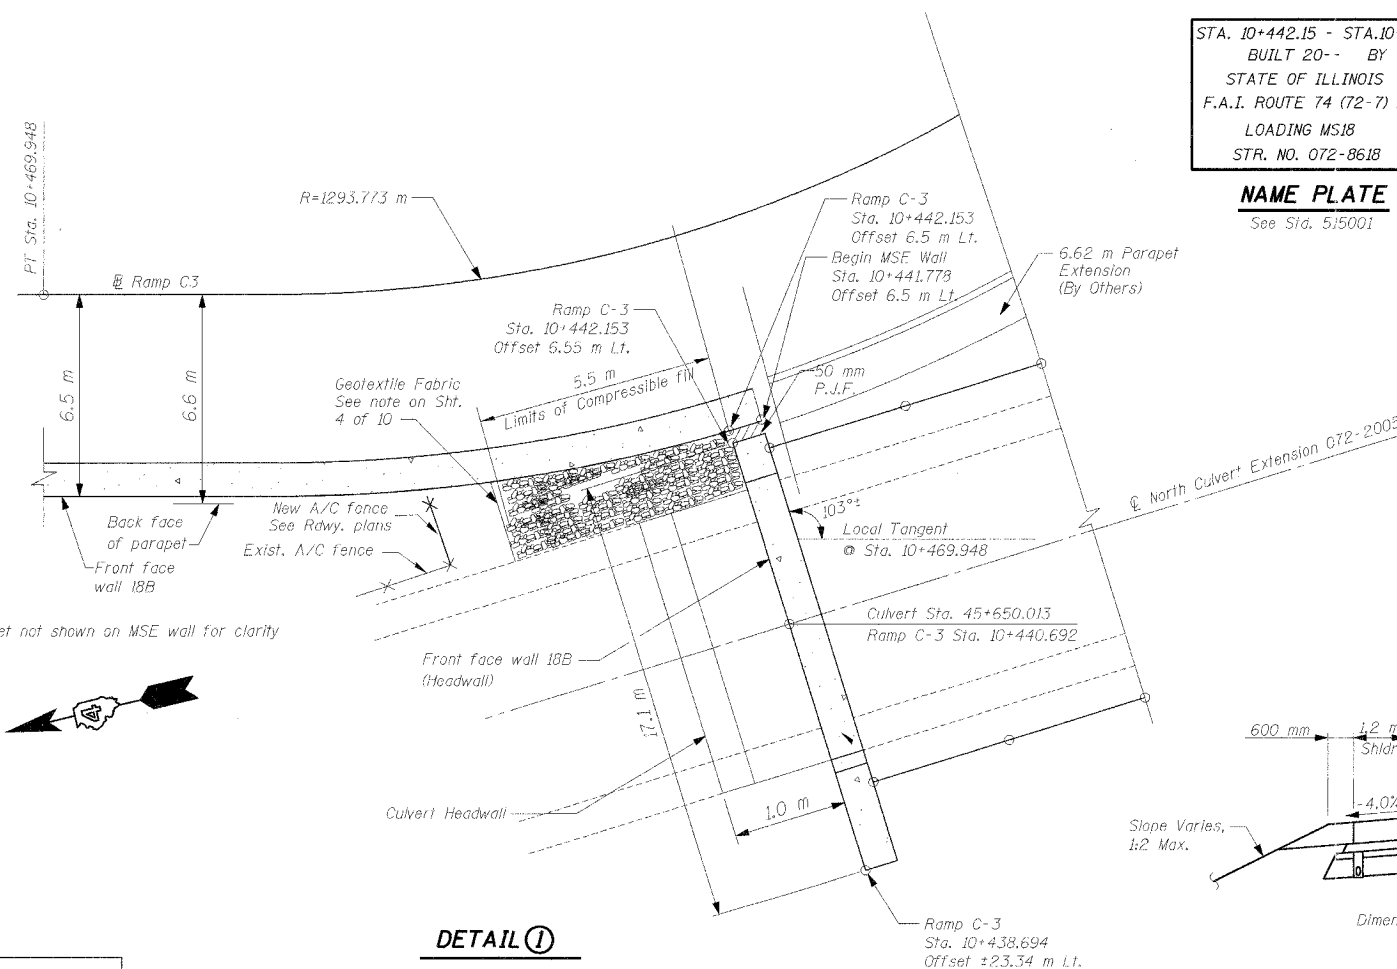 STA. 10+442.15 - STA.10+
BUILT 20-- BY
STATE OF ILLINOIS
F.A.I. ROUTE 74 (72-7)
LOADING MS18
STR. NO. 072-8618
NAME PLATE
See Std. 515001
PT Sta. 10+469.948
R=1293.773 m
Ramp C-3
Sta. 10+442.153
Offset 6.5 m Lt.
Begin MSE Wall
Sta. 10+441.778
Offset 6.5 m Lt.
6.62 m Parapet
Extension
(By Others)
℄ Ramp C3
Ramp C-3
Sta. 10+442.153
Offset 6.55 m Lt.
6.5 m
6.6 m
Geotextile Fabric
See note on Sht.
4 of 10
5.5 m
Limits of Compressible fill
50 mm
P.J.F.
℄ North Culvert Extension 072-2005
Back face
of parapet
Front face
wall 18B
New A/C fence
See Rdwy. plans
Exist. A/C fence
103°±
Local Tangent
@ Sta. 10+469.948
Culvert Sta. 45+650.013
Ramp C-3 Sta. 10+440.692
et not shown on MSE wall for clarity
Front face wall 18B
(Headwall)
17.1 m
Culvert Headwall
1.0 m
600 mm
1.2 m
Shldr
-4.0%
Slope Varies,
1:2 Max.
Dimen
DETAIL 1
Ramp C-3
Sta. 10+438.694
Offset ±23.34 m Lt.